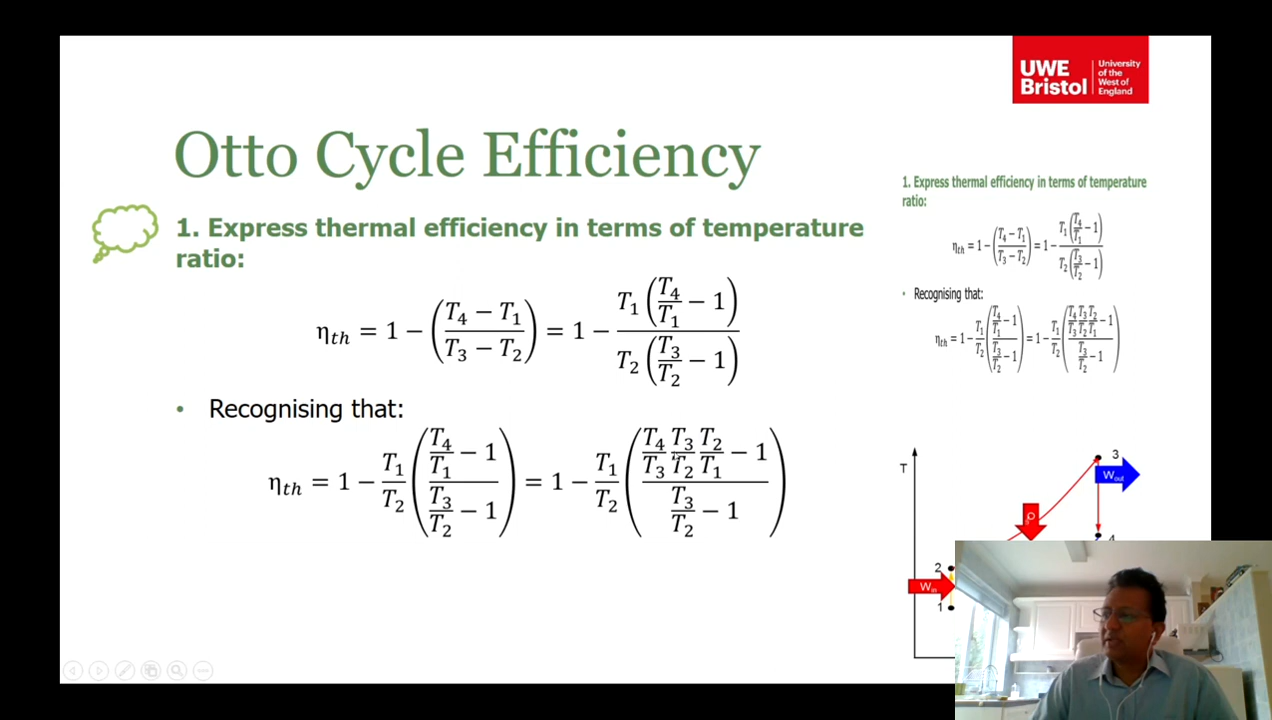 UWE Bristol
University of the West of England
Otto Cycle Efficiency
1. Express thermal efficiency in terms of temperature
ratio:
η_th = 1 − ((T₄ − T₁)/(T₃ − T₂)) = 1 − (T₁(T₄/T₁ − 1))/(T₂(T₃/T₂ − 1))
• Recognising that:
η_th = 1 − T₁/T₂ ((T₄/T₁ − 1)/(T₃/T₂ − 1)) = 1 − T₁/T₂ ((T₄/T₃ T₃/T₂ T₂/T₁ − 1)/(T₃/T₂ − 1))
1. Express thermal efficiency in terms of temperature
ratio:
η_th = 1 − ((T₄ − T₁)/(T₃ − T₂)) = 1 − (T₁(T₄/T₁ − 1))/(T₂(T₃/T₂ − 1))
• Recognising that:
η_th = 1 − T₁/T₂ ((T₄/T₁ − 1)/(T₃/T₂ − 1)) = 1 − T₁/T₂ ((T₄/T₃ T₃/T₂ T₂/T₁ − 1)/(T₃/T₂ − 1))
T
3
W_out
4
2
W_in
1